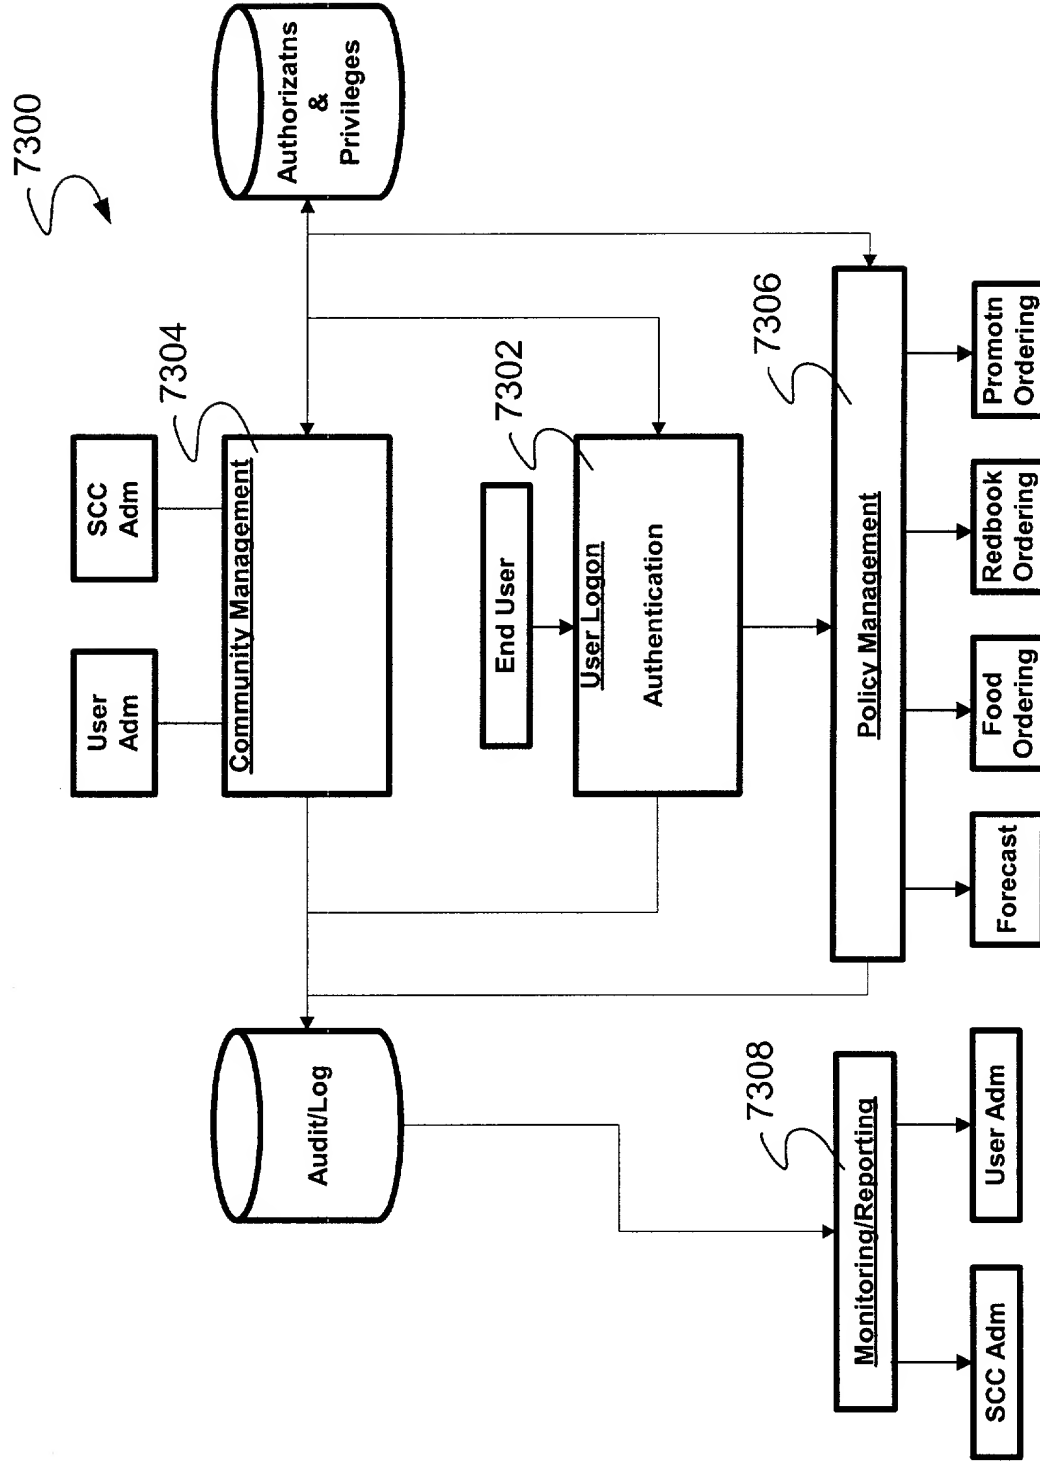 7300
User
Adm
SCC
Adm
7304
Community Management
Audit/Log
Authorizatns
&
Privileges
End User
7302
User Logon
Authentication
7308
Monitoring/Reporting
7306
Policy Management
SCC Adm
User Adm
Forecast
Food
Ordering
Redbook
Ordering
Promotn
Ordering